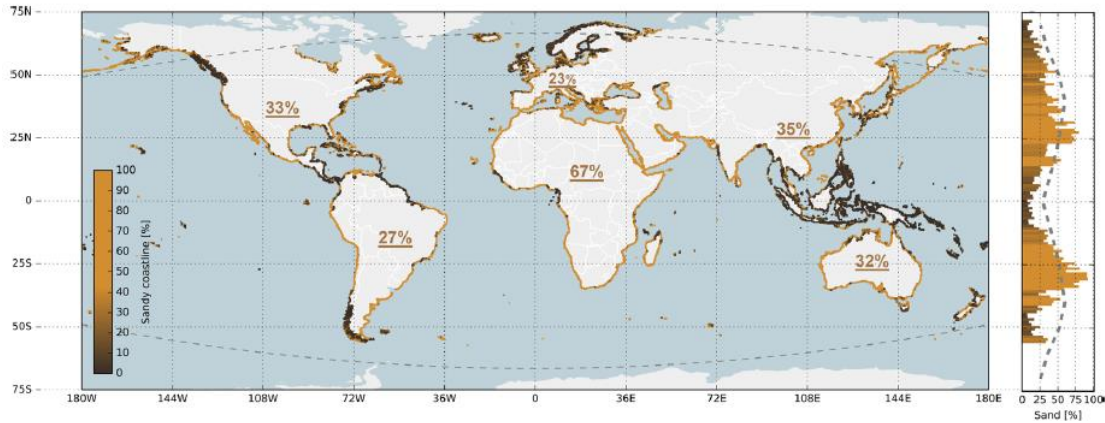 75N
50N
25N
0
25S
50S
75S
33%
23%
35%
67%
27%
32%
100
90
80
70
60
50
40
30
20
10
0
Sandy coastline [%]
180W 144W 108W 72W 36W 0 36E 72E 108E 144E 180E
0 25 50 75 100
Sand [%]